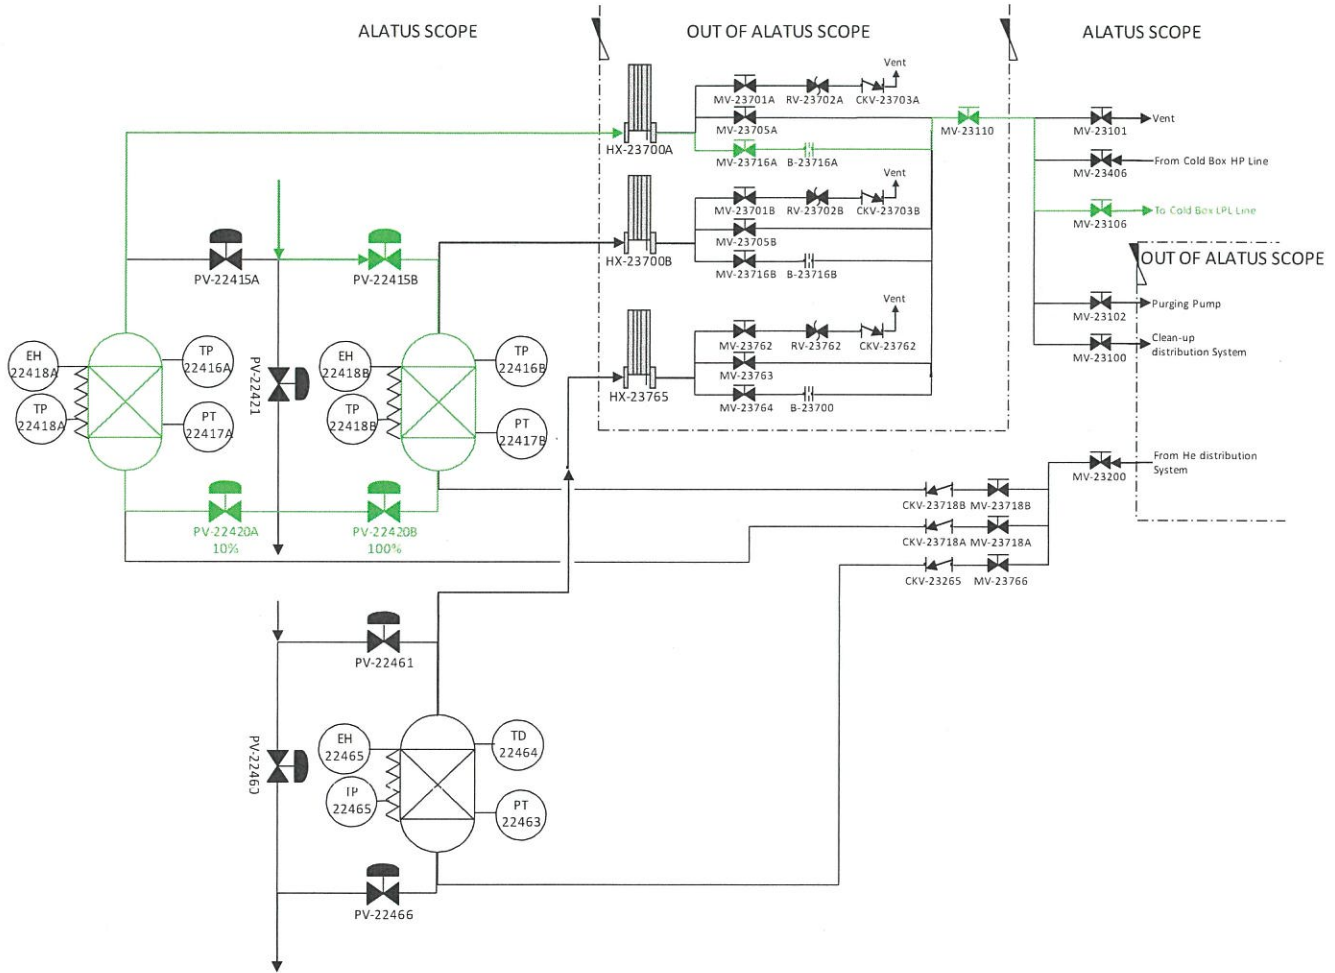 ALATUS SCOPE
OUT OF ALATUS SCOPE
ALATUS SCOPE
Vent
MV-23701A
RV-23702A
CKV-23703A
MV-23705A
MV-23110
MV-23101
Vent
HX-23700A
MV-23716A
B-23716A
From Cold Box HP Line
MV-23406
Vent
MV-23701B
RV-23702B
CKV-23703B
To Cold Box LPL Line
MV-23106
MV-23705B
HX-23700B
MV-23716B
B-23716B
OUT OF ALATUS SCOPE
PV-22415A
PV-22415B
Vent
MV-23762
RV-23762
CKV-23762
MV-23102
Purging Pump
MV-23763
MV-23100
Clean-up
distribution System
HX-23765
MV-23764
B-23700
EH
22418A
TP
22416A
TP
22418A
PT
22417A
PV-22421
EH
22418B
TP
22416B
TP
22418B
PT
22417B
From He distribution
System
MV-23200
PV-22420A
10%
PV-22420B
100%
CKV-23718B
MV-23718B
CKV-23718A
MV-23718A
CKV-23265
MV-23766
PV-22461
PV-22460
EH
22465
TD
22464
TP
22465
PT
22463
PV-22466